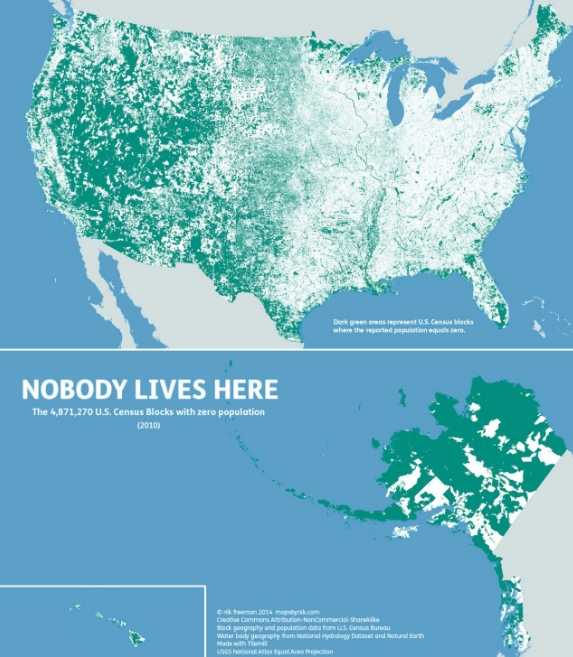 Dark green areas represent U.S. Census blocks
where the reported population equals zero.
NOBODY LIVES HERE
The 4,871,270 U.S. Census Blocks with zero population
(2010)
© nik freeman 2014 mapsbynik.com
Creative Commons Attribution-NonCommercial-ShareAlike
Block geography and population data from U.S. Census Bureau
Water body geography from National Hydrology Dataset and Natural Earth
Made with Tilemill
USGS National Atlas Equal Area Projection